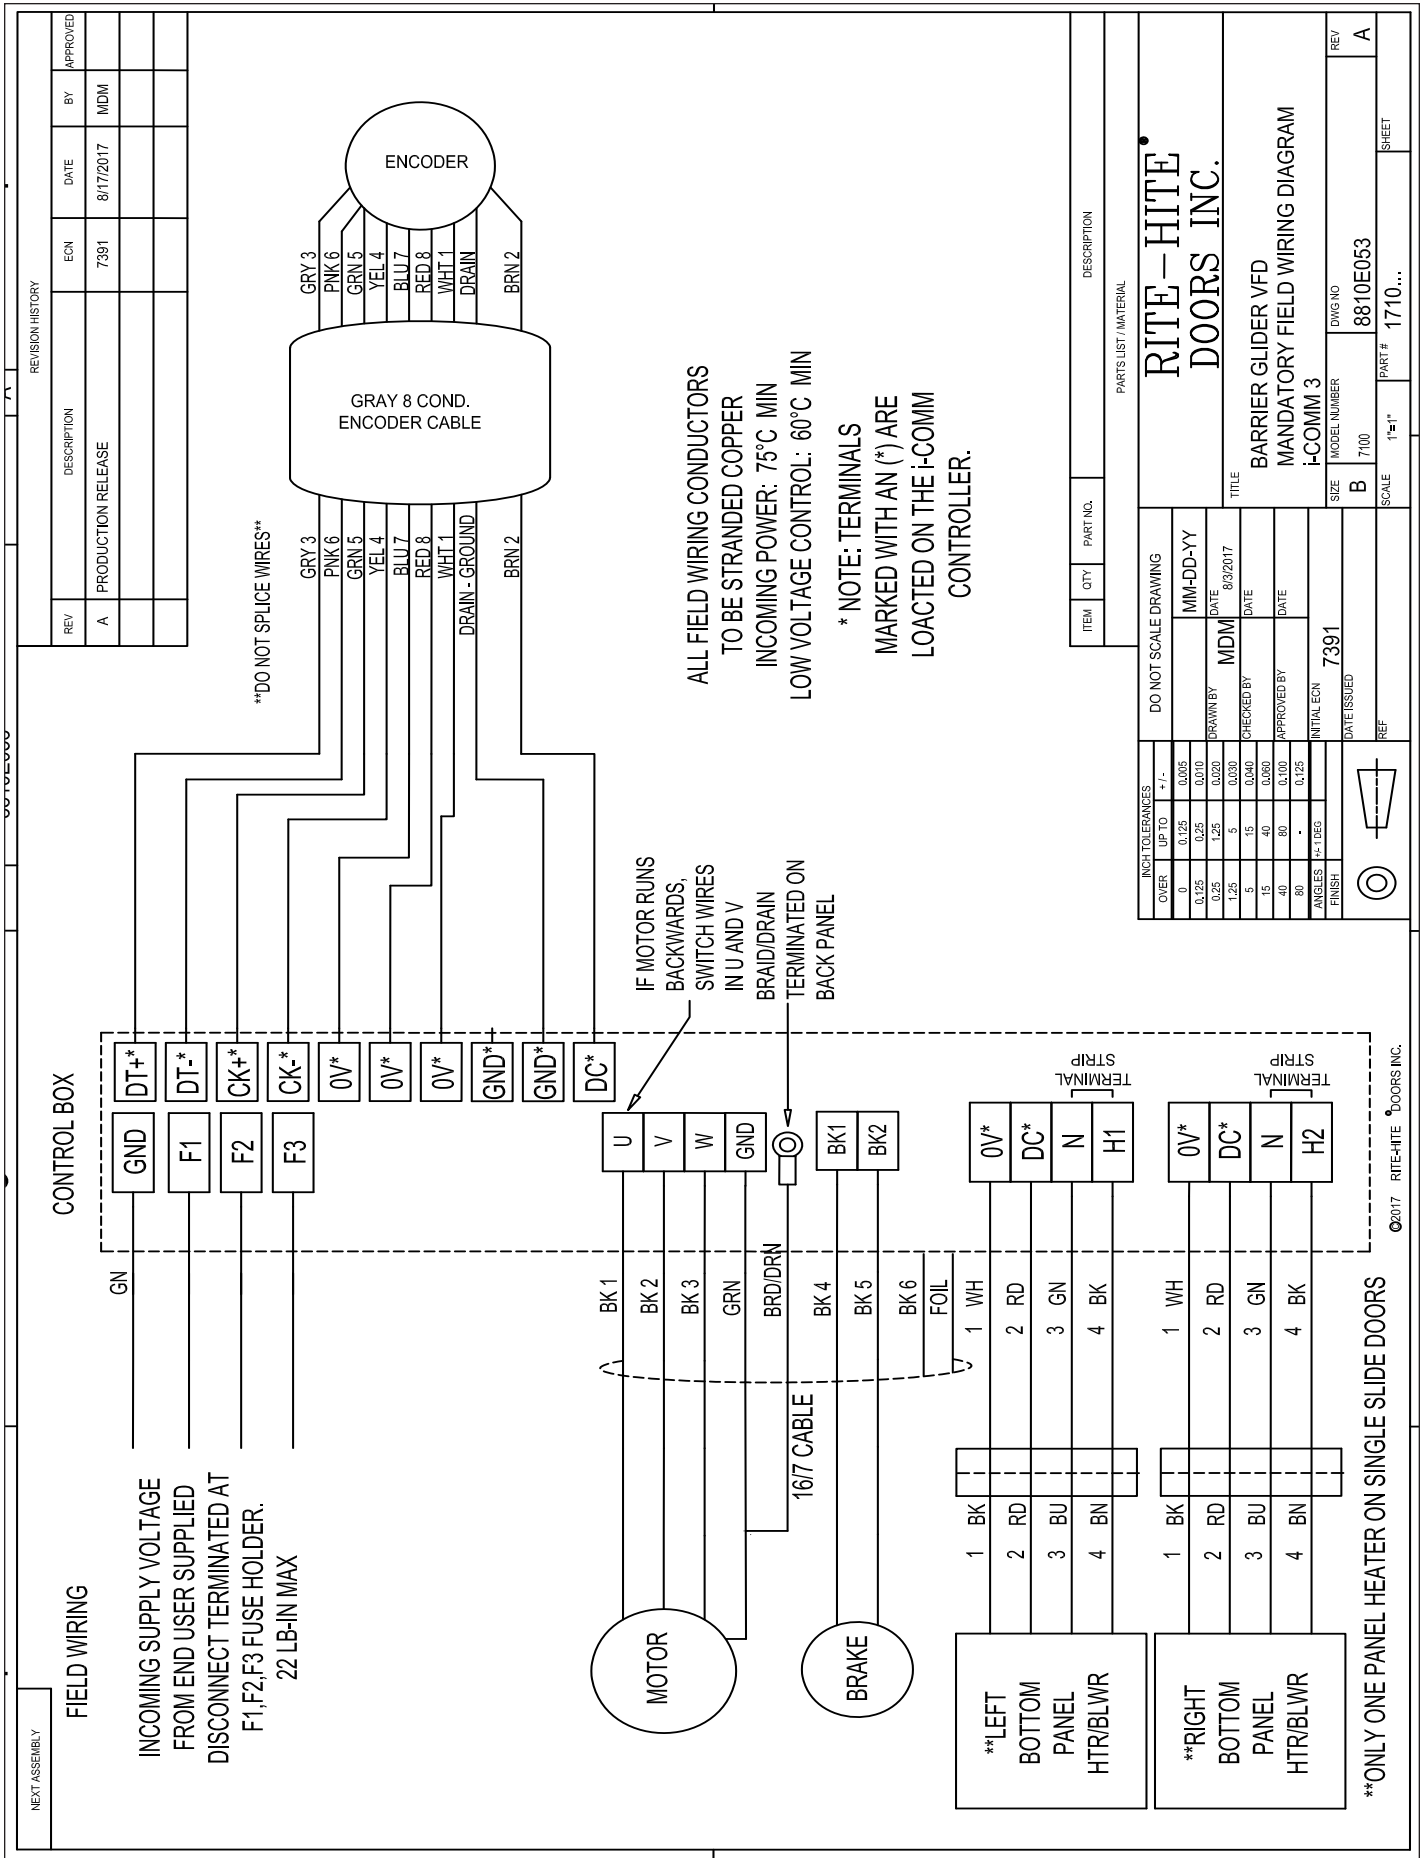 NEXT ASSEMBLY
REVISION HISTORY
REV
DESCRIPTION
ECN
DATE
BY
APPROVED
A
PRODUCTION RELEASE
7391
8/17/2017
MDM
FIELD WIRING
CONTROL BOX
INCOMING SUPPLY VOLTAGE
FROM END USER SUPPLIED
DISCONNECT TERMINATED AT
F1,F2,F3 FUSE HOLDER.
22 LB-IN MAX
GN
GND
F1
F2
F3
DT+*
DT-*
CK+*
CK-*
0V*
0V*
0V*
GND*
GND*
DC*
**DO NOT SPLICE WIRES**
GRY 3
PNK 6
GRN 5
YEL 4
BLU 7
RED 8
WHT 1
DRAIN - GROUND
BRN 2
GRAY 8 COND.
ENCODER CABLE
GRY 3
PNK 6
GRN 5
YEL 4
BLU 7
RED 8
WHT 1
DRAIN
BRN 2
ENCODER
MOTOR
BK 1
BK 2
BK 3
GRN
BRD/DRN
U
V
W
GND
IF MOTOR RUNS
BACKWARDS,
SWITCH WIRES
IN U AND V
BRAID/DRAIN
TERMINATED ON
BACK PANEL
16/7 CABLE
BRAKE
BK 4
BK 5
BK 6
FOIL
BK1
BK2
ALL FIELD WIRING CONDUCTORS
TO BE STRANDED COPPER
INCOMING POWER: 75°C MIN
LOW VOLTAGE CONTROL: 60°C MIN
* NOTE: TERMINALS
MARKED WITH AN (*) ARE
LOACTED ON THE i-COMM
CONTROLLER.
**LEFT
BOTTOM
PANEL
HTR/BLWR
1 BK
2 RD
3 BU
4 BN
1 WH
2 RD
3 GN
4 BK
0V*
DC*
N
H1
TERMINAL
STRIP
**RIGHT
BOTTOM
PANEL
HTR/BLWR
1 BK
2 RD
3 BU
4 BN
1 WH
2 RD
3 GN
4 BK
0V*
DC*
N
H2
TERMINAL
STRIP
**ONLY ONE PANEL HEATER ON SINGLE SLIDE DOORS
©2017 RITE-HITE DOORS INC.
ITEM
QTY
PART NO.
DESCRIPTION
PARTS LIST / MATERIAL
INCH TOLERANCES
OVER UP TO + / -
0 0.125 0.005
0.125 0.25 0.010
0.25 1.25 0.020
1.25 5 0.030
5 15 0.040
15 40 0.060
40 80 0.100
80 - 0.125
ANGLES +/- 1 DEG
FINISH
DO NOT SCALE DRAWING
MM-DD-YY
DRAWN BY
MDM
DATE
8/3/2017
CHECKED BY
DATE
APPROVED BY
DATE
INITIAL ECN
7391
DATE ISSUED
REF
RITE-HITE
DOORS INC.
TITLE
BARRIER GLIDER VFD
MANDATORY FIELD WIRING DIAGRAM
i-COMM 3
SIZE
B
MODEL NUMBER
7100
DWG NO
8810E053
REV
A
SCALE
1"=1"
PART #
1710...
SHEET